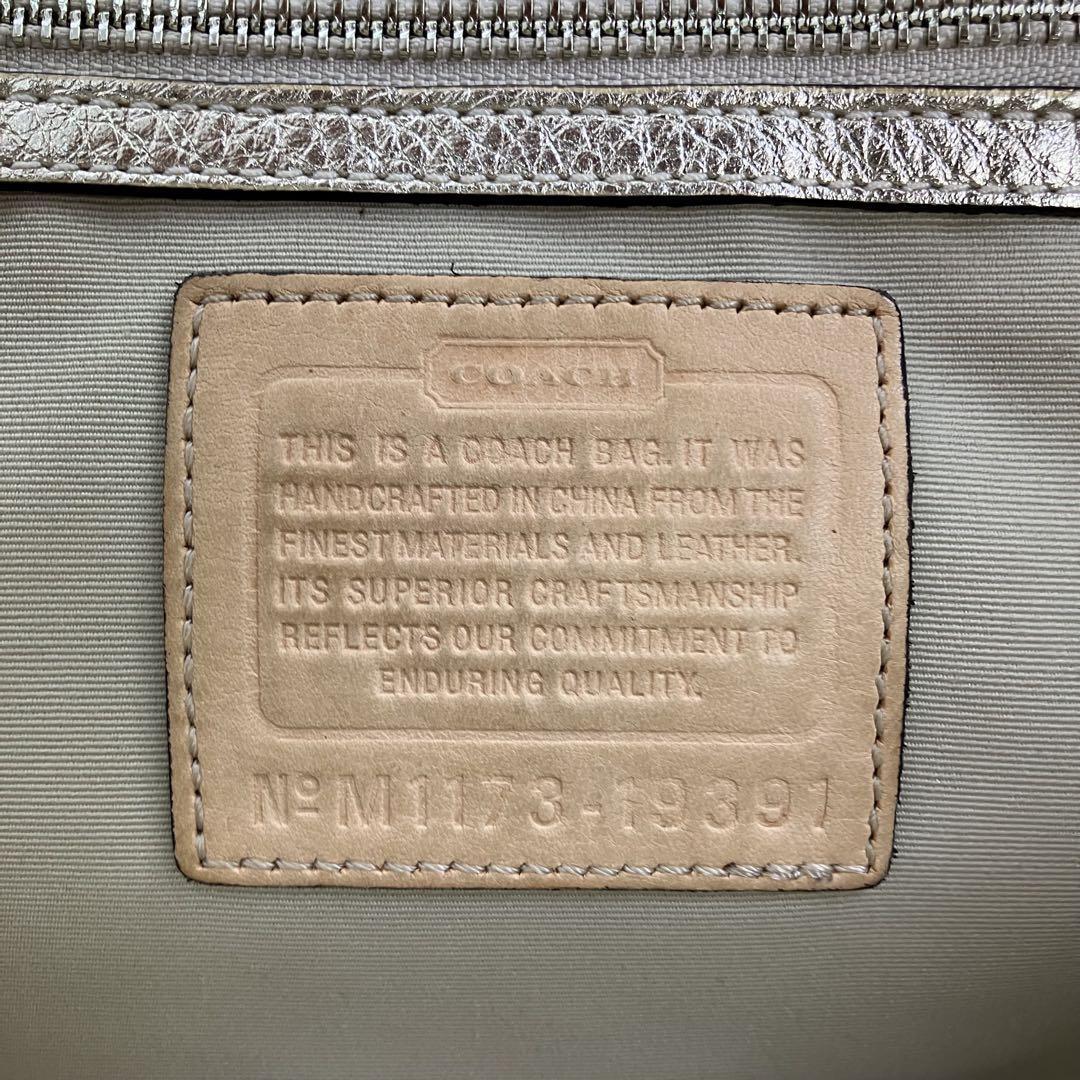 COACH
THIS IS A COACH BAG. IT WAS
HANDCRAFTED IN CHINA FROM THE
FINEST MATERIALS AND LEATHER.
ITS SUPERIOR CRAFTSMANSHIP
REFLECTS OUR COMMITMENT TO
ENDURING QUALITY.
Nº M1173-19391